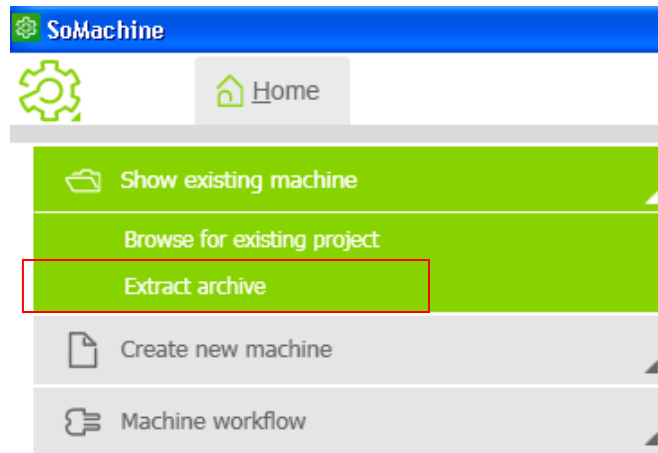 SoMachine
Home
Show existing machine
Browse for existing project
Extract archive
Create new machine
Machine workflow